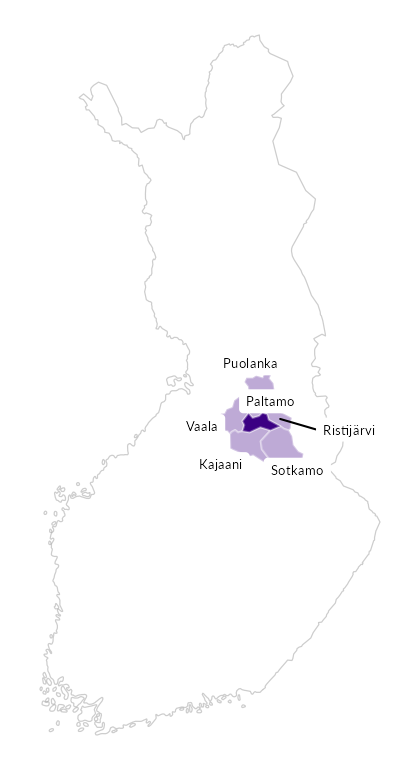 Puolanka
Paltamo
Vaala
Ristijärvi
Kajaani
Sotkamo